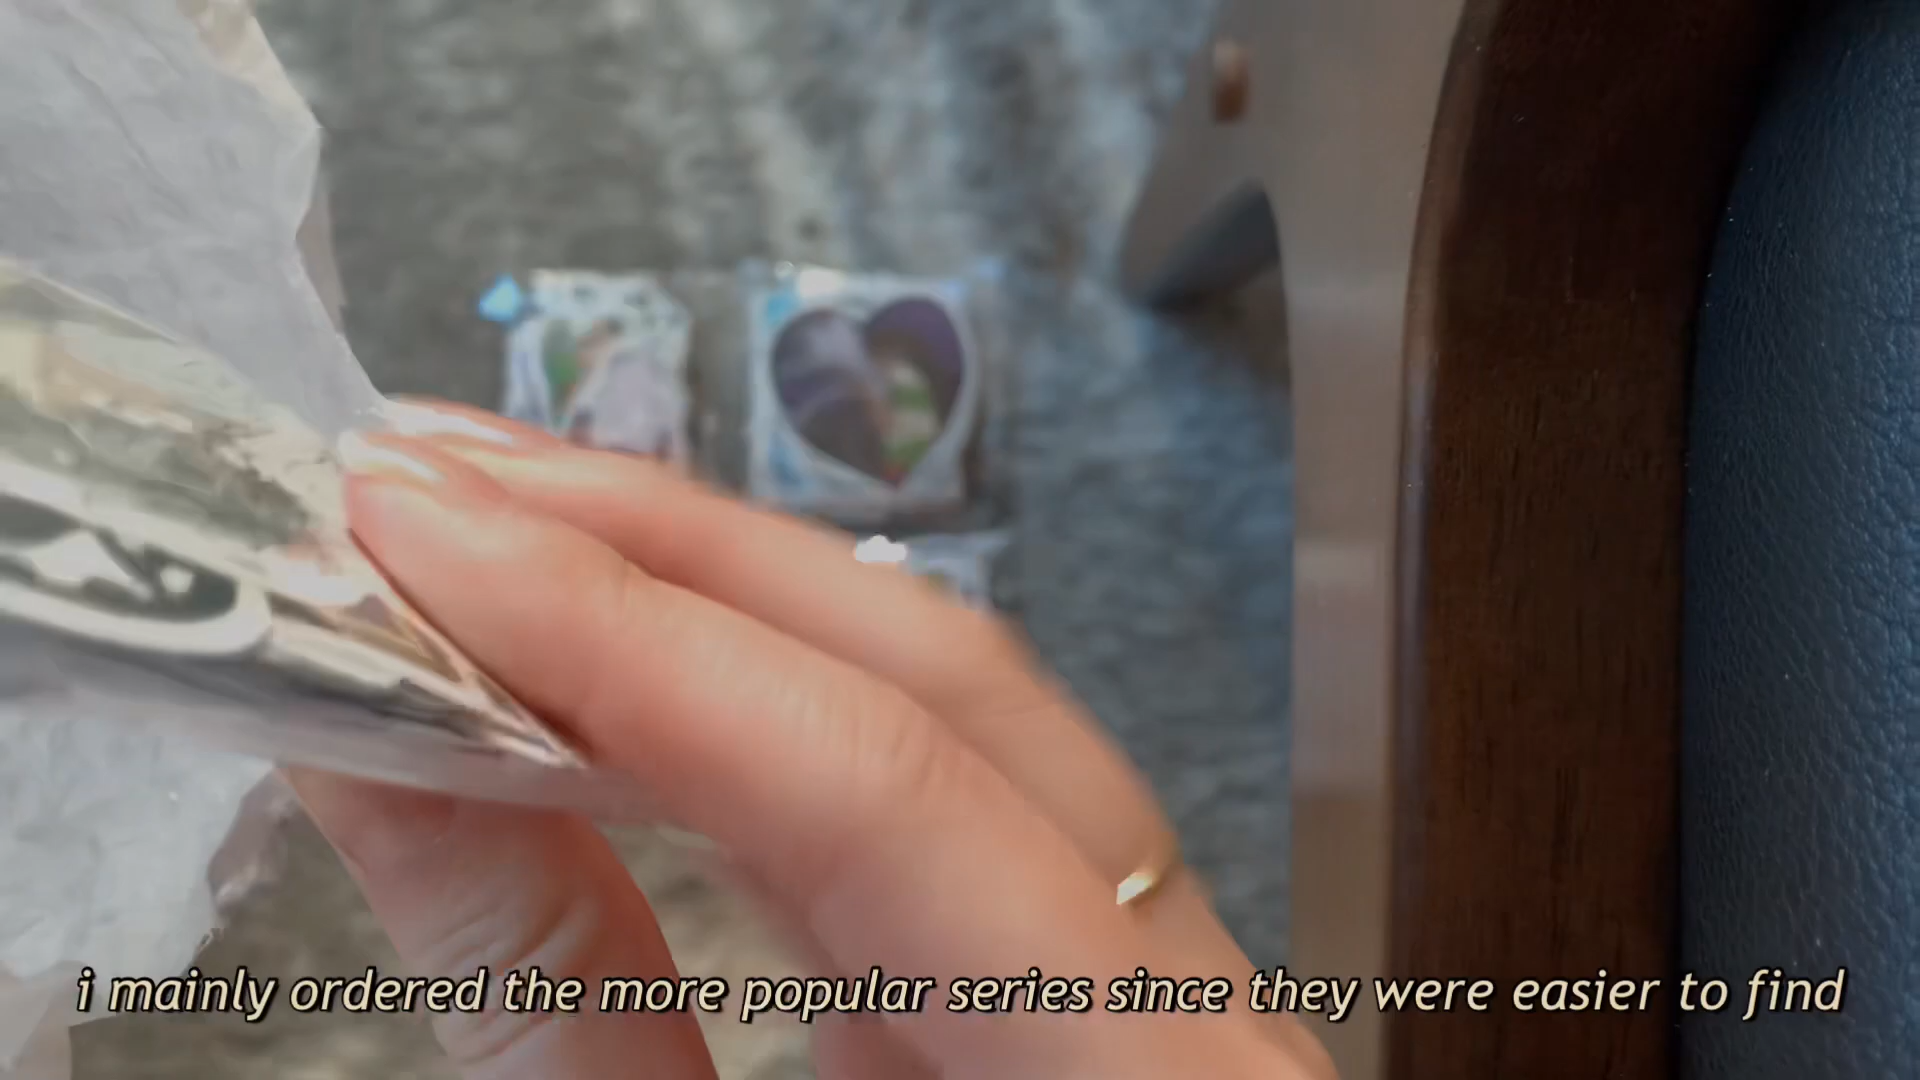 i mainly ordered the more popular series since they were easier to find